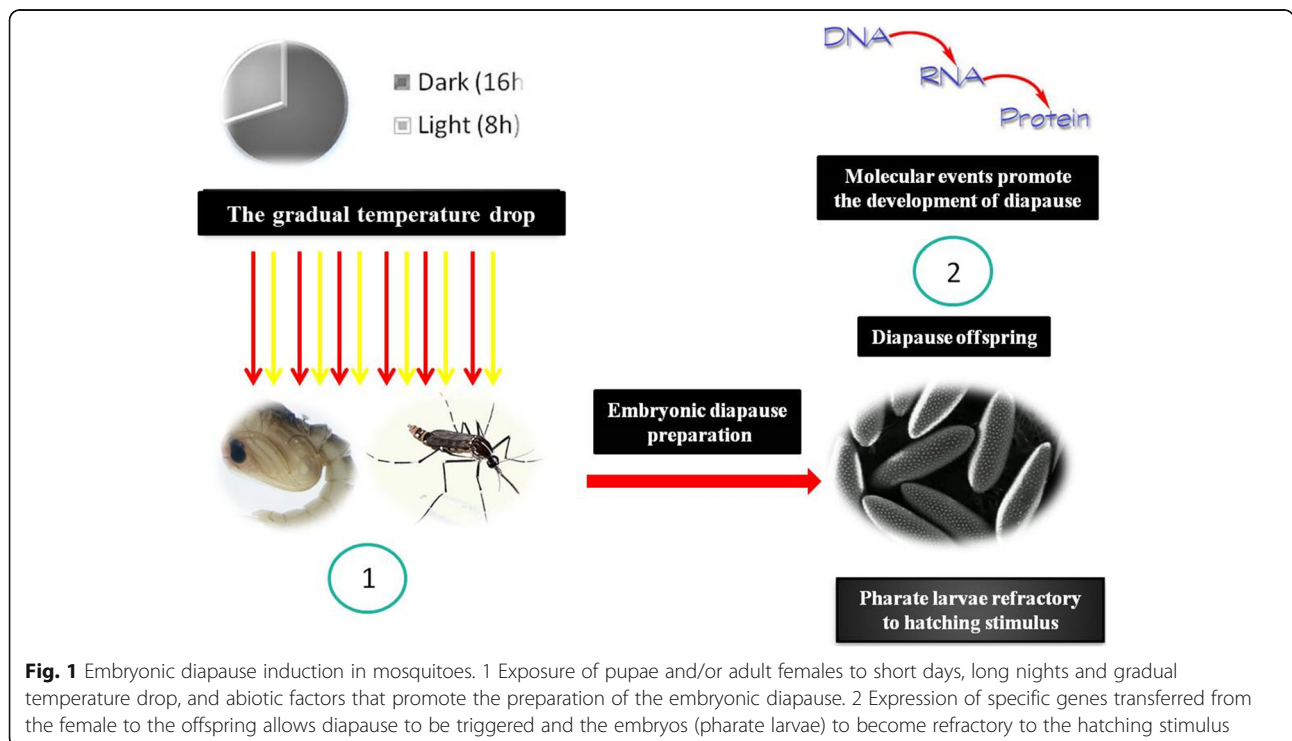 Dark (16h
Light (8h)
The gradual temperature drop
1
Embryonic diapause
preparation
DNA
RNA
Protein
Molecular events promote
the development of diapause
2
Diapause offspring
Pharate larvae refractory
to hatching stimulus
Fig. 1 Embryonic diapause induction in mosquitoes. 1 Exposure of pupae and/or adult females to short days, long nights and gradual
temperature drop, and abiotic factors that promote the preparation of the embryonic diapause. 2 Expression of specific genes transferred from
the female to the offspring allows diapause to be triggered and the embryos (pharate larvae) to become refractory to the hatching stimulus